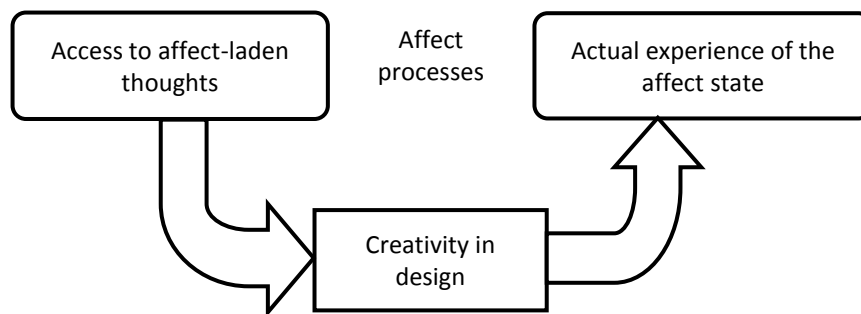 Access to affect-laden
thoughts
Affect
processes
Actual experience of the
affect state
Creativity in
design